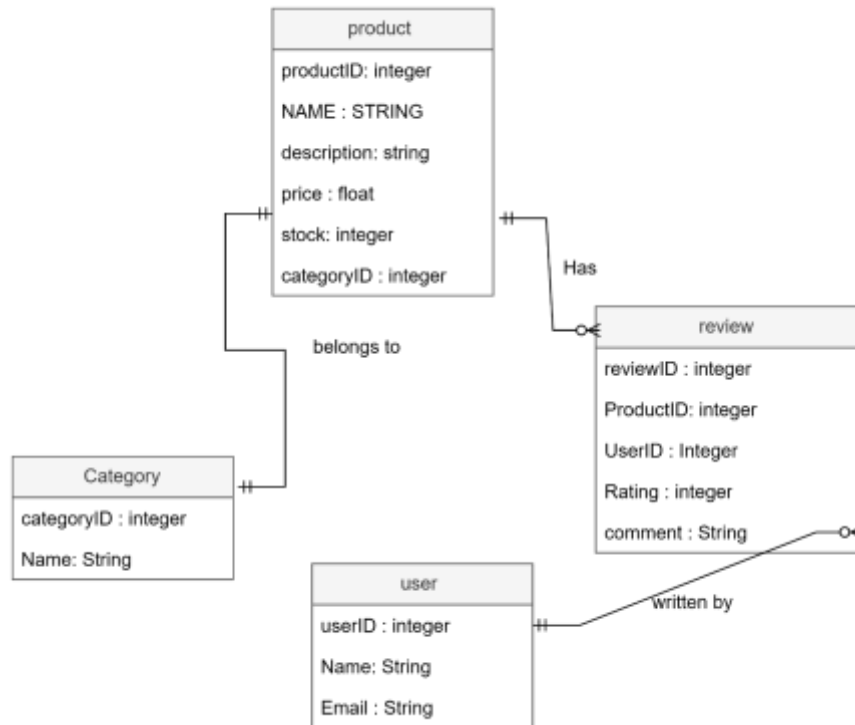 product
productID: integer
NAME : STRING
description: string
price : float
stock: integer
categoryID : integer
Has
belongs to
review
reviewID : integer
ProductID: integer
UserID : Integer
Rating : integer
comment : String
Category
categoryID : integer
Name: String
user
userID : integer
Name: String
Email : String
written by